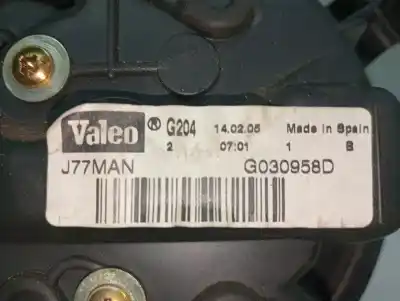 Valeo ® G204 14.02.05 Made in Spain
2 07:01 1 B
J77MAN G030958D